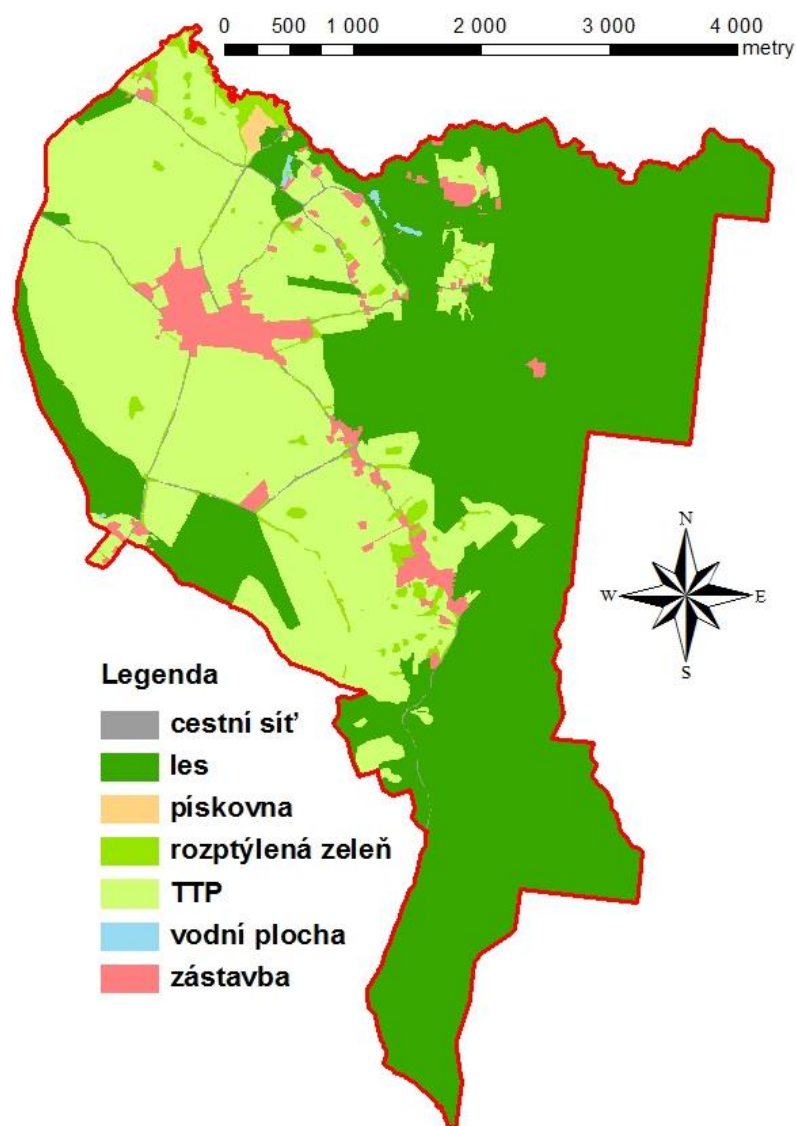 0 500 1 000 2 000 3 000 4 000
metry
N
W E
S
Legenda
cestní síť
les
pískovna
rozptýlená zeleň
TTP
vodní plocha
zástavba